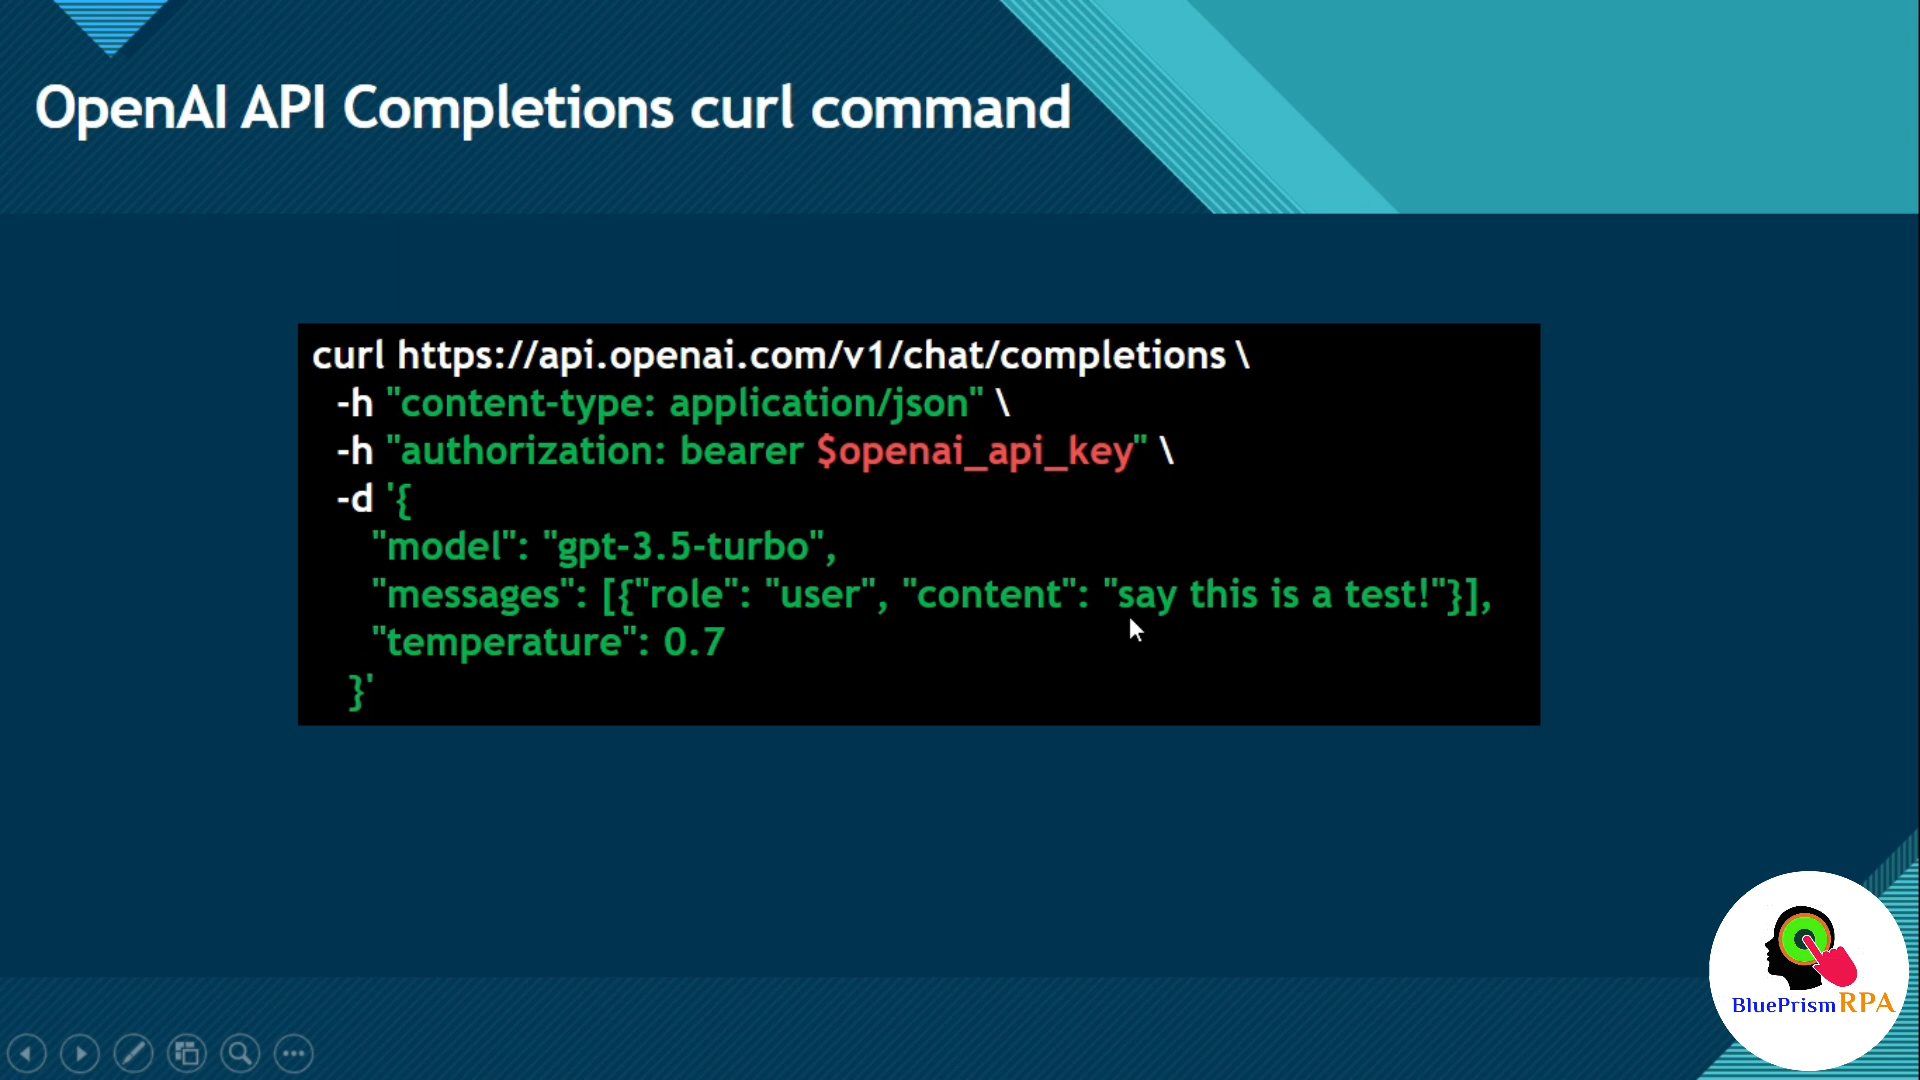 OpenAI API Completions curl command
curl https://api.openai.com/v1/chat/completions \
-h "content-type: application/json" \
-h "authorization: bearer $openai_api_key" \
-d '{
"model": "gpt-3.5-turbo",
"messages": [{"role": "user", "content": "say this is a test!"}],
"temperature": 0.7
}'
BluePrism RPA